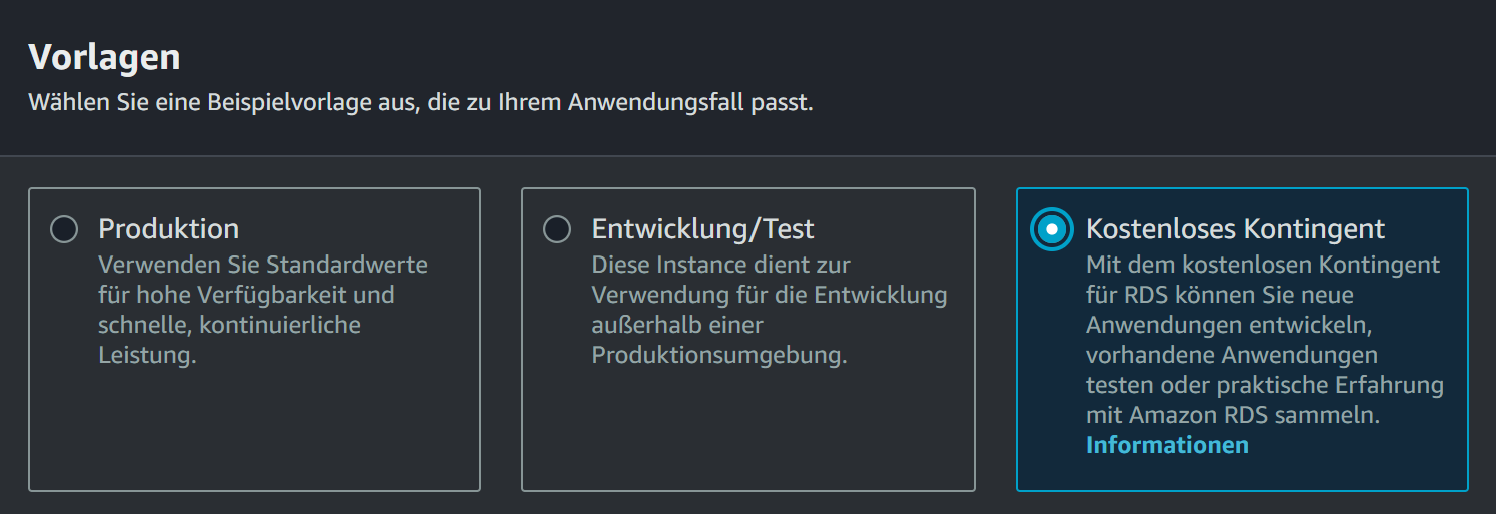 Vorlagen
Wählen Sie eine Beispielvorlage aus, die zu Ihrem Anwendungsfall passt.
Produktion
Verwenden Sie Standardwerte
für hohe Verfügbarkeit und
schnelle, kontinuierliche
Leistung.
Entwicklung/Test
Diese Instance dient zur
Verwendung für die Entwicklung
außerhalb einer
Produktionsumgebung.
Kostenloses Kontingent
Mit dem kostenlosen Kontingent
für RDS können Sie neue
Anwendungen entwickeln,
vorhandene Anwendungen
testen oder praktische Erfahrung
mit Amazon RDS sammeln.
Informationen